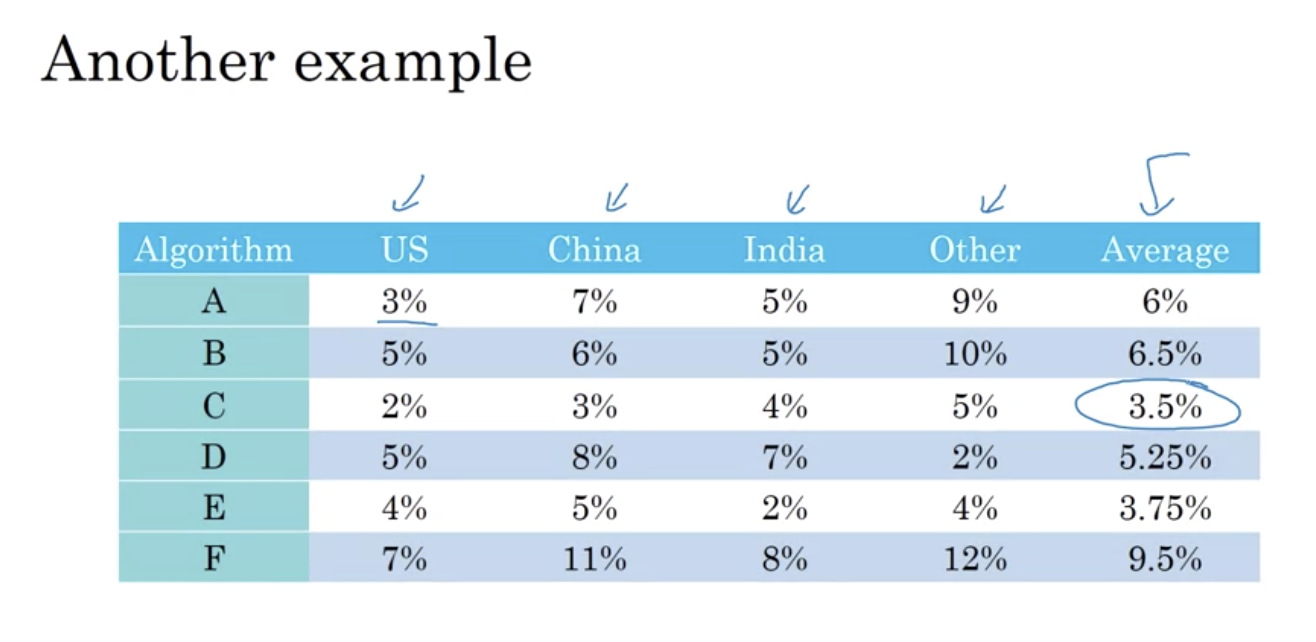 Another example
Algorithm US China India Other Average
A 3% 7% 5% 9% 6%
B 5% 6% 5% 10% 6.5%
C 2% 3% 4% 5% 3.5%
D 5% 8% 7% 2% 5.25%
E 4% 5% 2% 4% 3.75%
F 7% 11% 8% 12% 9.5%